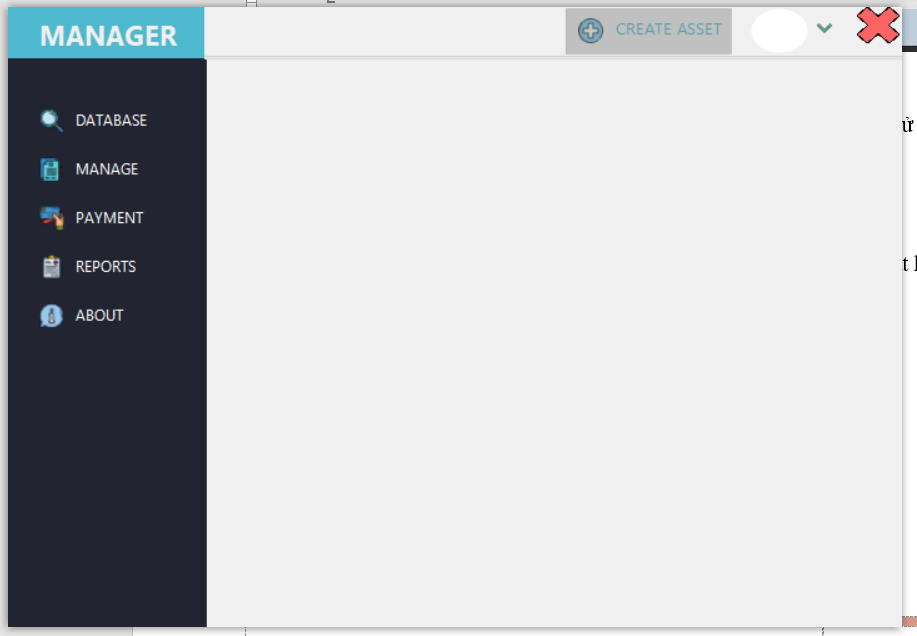 MANAGER
CREATE ASSET
DATABASE
MANAGE
PAYMENT
REPORTS
ABOUT
ử
t